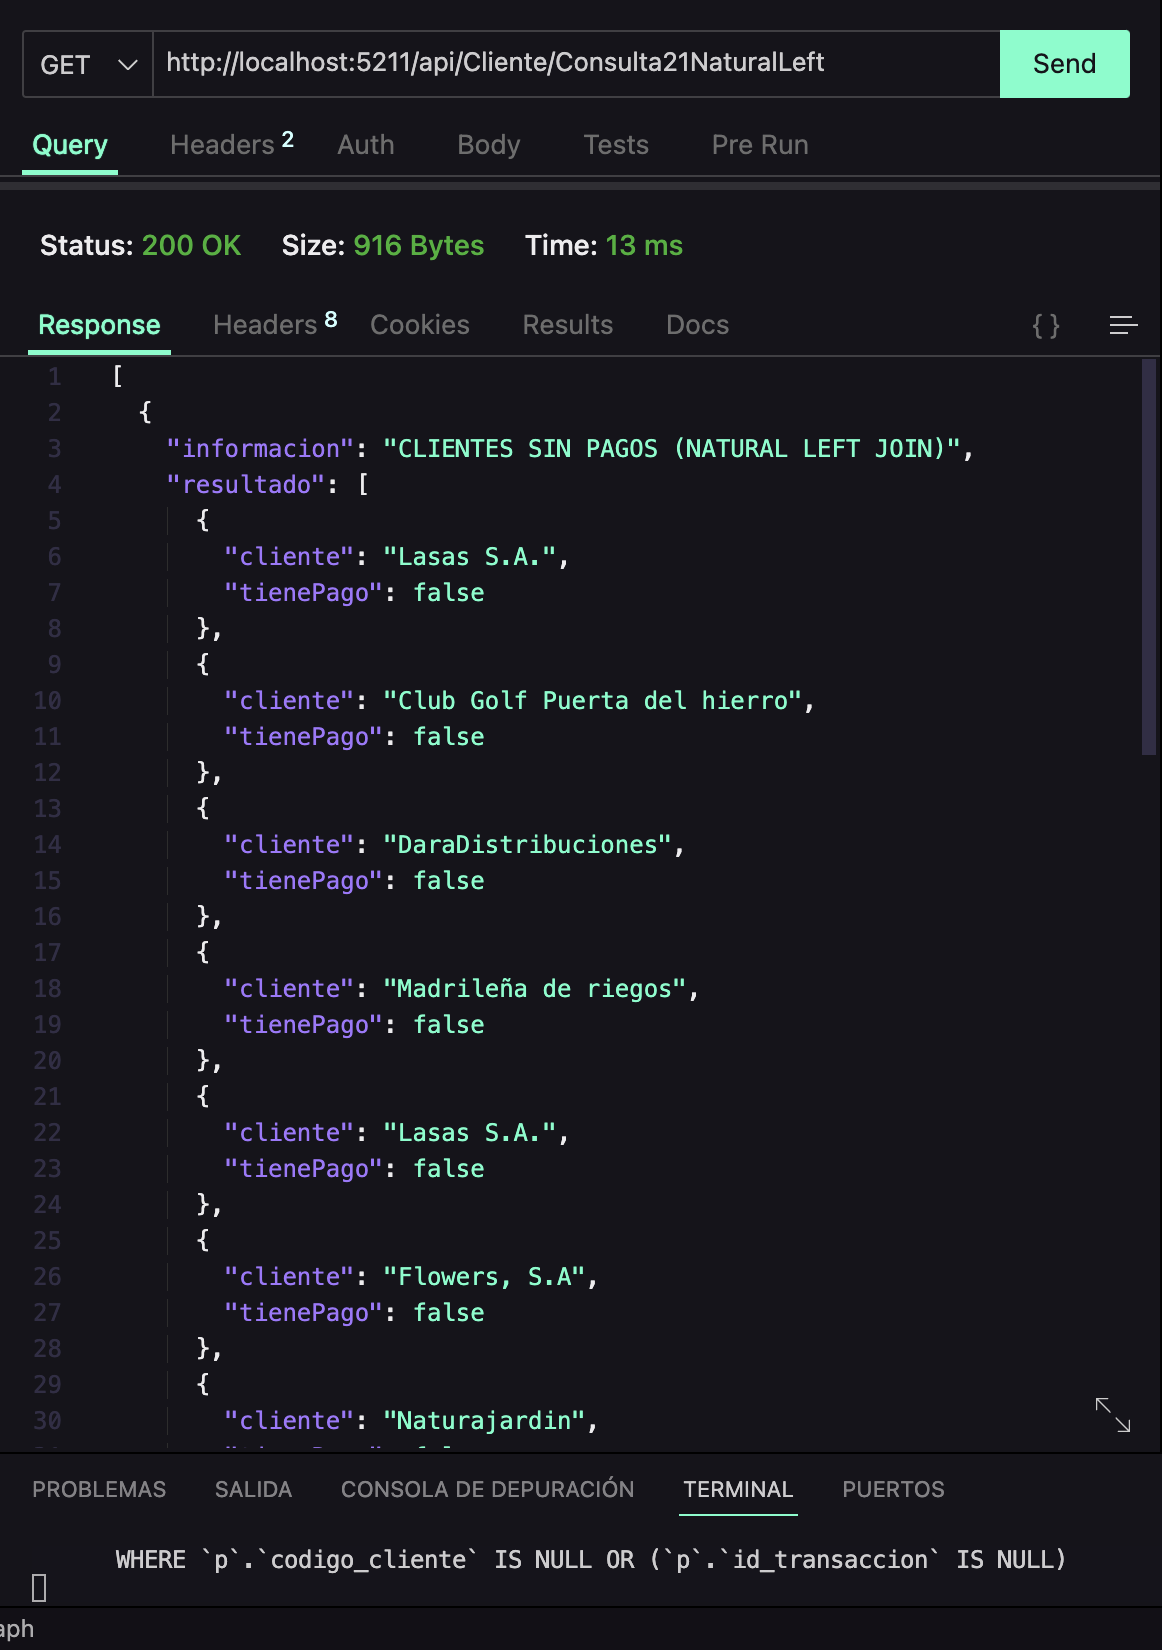 GET http://localhost:5211/api/Cliente/Consulta21NaturalLeft Send
Query Headers 2 Auth Body Tests Pre Run
Status: 200 OK Size: 916 Bytes Time: 13 ms
Response Headers 8 Cookies Results Docs { }
1 [
2 {
3 "informacion": "CLIENTES SIN PAGOS (NATURAL LEFT JOIN)",
4 "resultado": [
5 {
6 "cliente": "Lasas S.A.",
7 "tienePago": false
8 },
9 {
10 "cliente": "Club Golf Puerta del hierro",
11 "tienePago": false
12 },
13 {
14 "cliente": "DaraDistribuciones",
15 "tienePago": false
16 },
17 {
18 "cliente": "Madrileña de riegos",
19 "tienePago": false
20 },
21 {
22 "cliente": "Lasas S.A.",
23 "tienePago": false
24 },
25 {
26 "cliente": "Flowers, S.A",
27 "tienePago": false
28 },
29 {
30 "cliente": "Naturajardin",
PROBLEMAS SALIDA CONSOLA DE DEPURACIÓN TERMINAL PUERTOS
WHERE `p`.`codigo_cliente` IS NULL OR (`p`.`id_transaccion` IS NULL)
aph